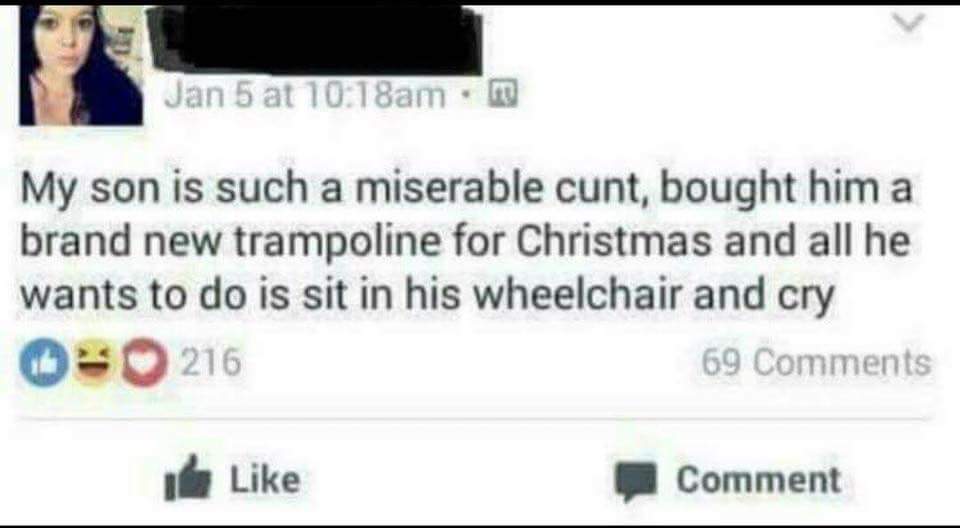 Jan 5 at 10:18am ·
My son is such a miserable cunt, bought him a
brand new trampoline for Christmas and all he
wants to do is sit in his wheelchair and cry
216 69 Comments
Like Comment